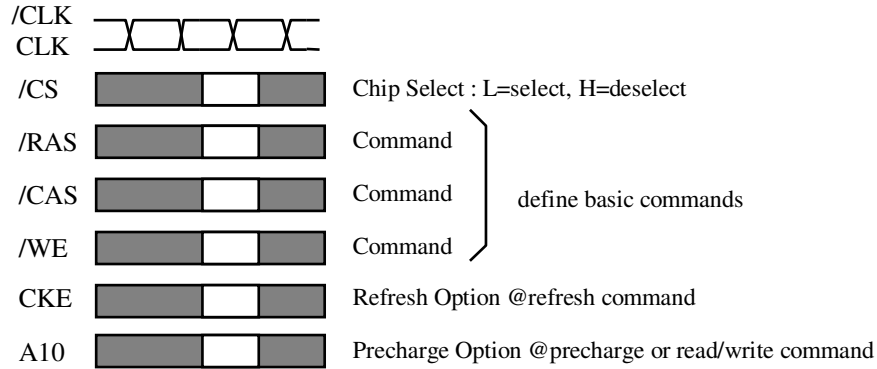 /CLK
CLK
/CS Chip Select : L=select, H=deselect
/RAS Command
/CAS Command define basic commands
/WE Command
CKE Refresh Option @refresh command
A10 Precharge Option @precharge or read/write command